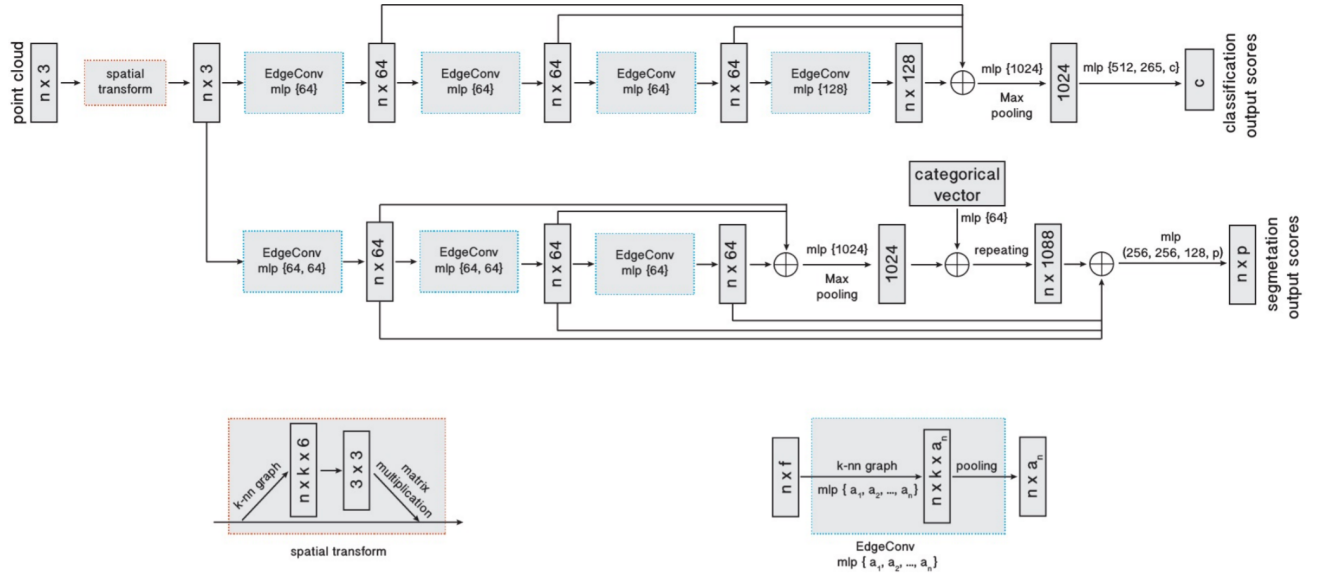 point cloud
n x 3
spatial
transform
n x 3
EdgeConv
mlp {64}
n x 64
EdgeConv
mlp {64}
n x 64
EdgeConv
mlp {64}
n x 64
EdgeConv
mlp {128}
n x 128
mlp {1024}
Max
pooling
1024
mlp {512, 265, c}
c
classification
output scores
EdgeConv
mlp {64, 64}
n x 64
EdgeConv
mlp {64, 64}
n x 64
EdgeConv
mlp {64}
n x 64
mlp {1024}
Max
pooling
1024
categorical
vector
mlp {64}
repeating
n x 1088
mlp
(256, 256, 128, p)
n x p
segmetation
output scores
k-nn graph
n x k x 6
3 x 3
matrix
multiplication
spatial transform
n x f
k-nn graph
mlp { a₁, a₂, ..., aₙ}
n x k x aₙ
pooling
n x aₙ
EdgeConv
mlp { a₁, a₂, ..., aₙ}